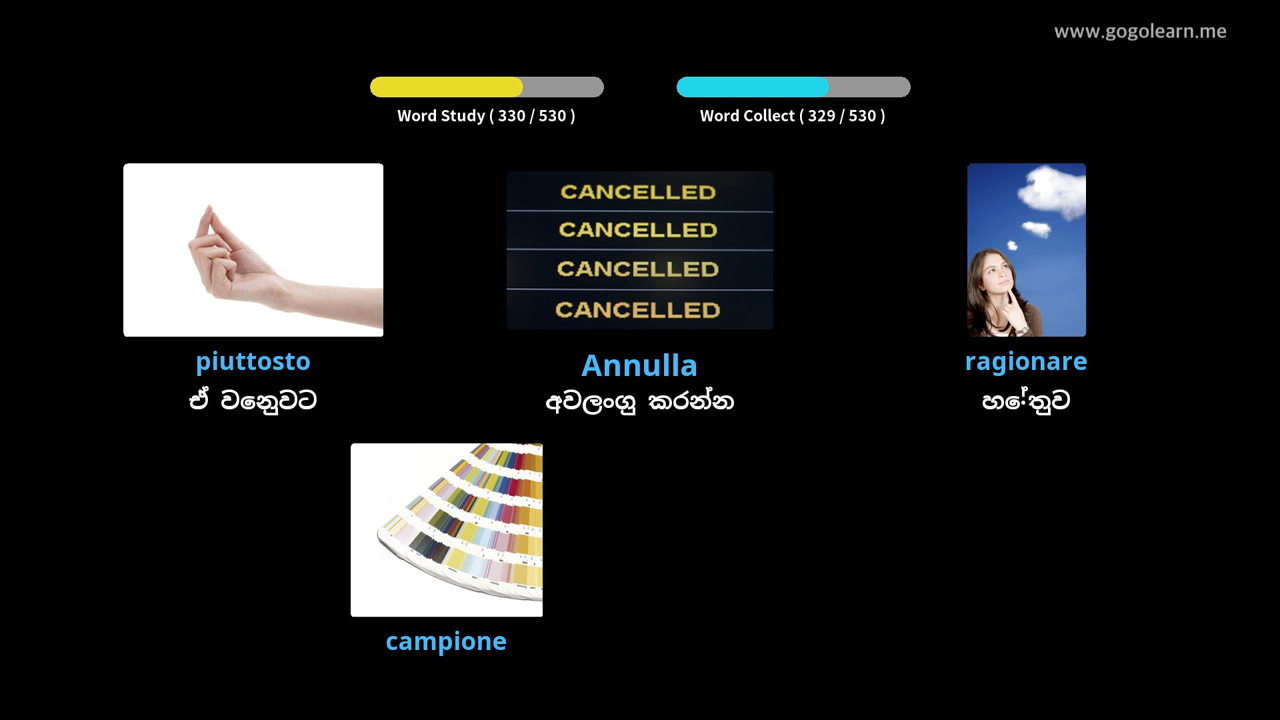 www.gogolearn.me
Word Study ( 330 / 530 )
Word Collect ( 329 / 530 )
CANCELLED
CANCELLED
CANCELLED
CANCELLED
piuttosto
ඒ වනෙුවට
Annulla
අවලංගු කරන්න
ragionare
හේතුව
campione